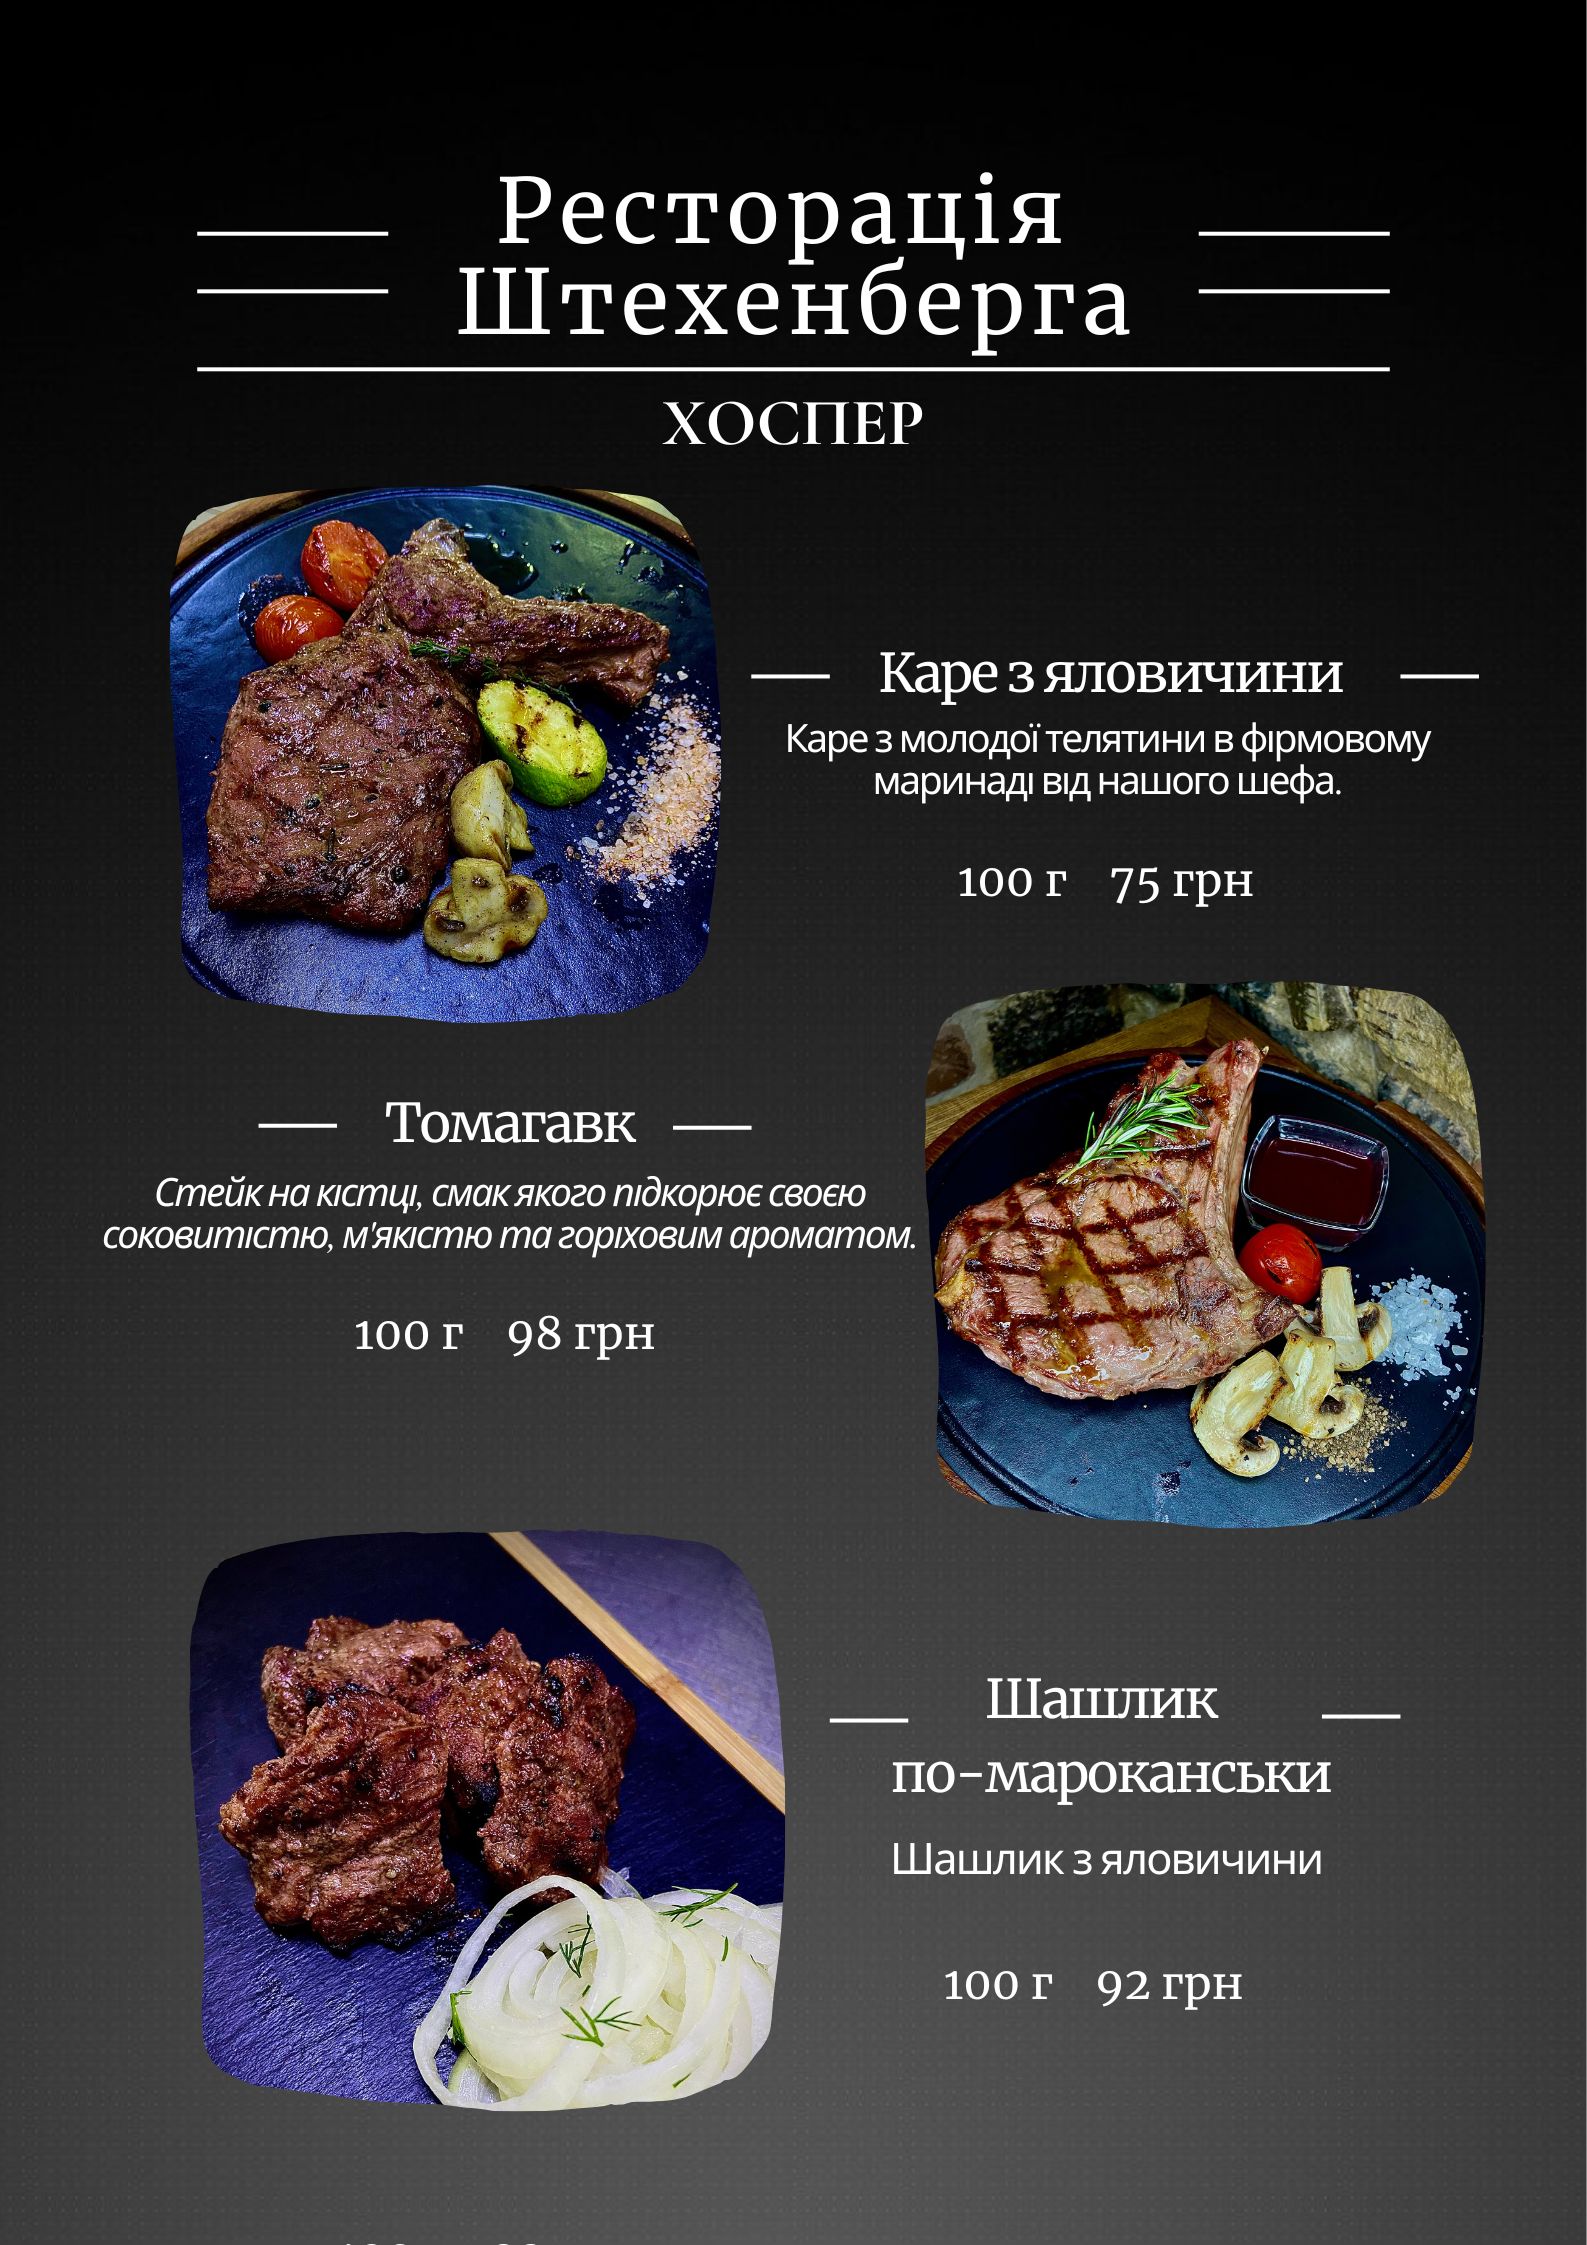 Ресторація
Штехенберга
ХОСПЕР
Каре з яловичини
Каре з молодої телятини в фірмовому
маринаді від нашого шефа.
100 г 75 грн
Томагавк
Стейк на кістці, смак якого підкорює своєю
соковитістю, м'якістю та горіховим ароматом.
100 г 98 грн
Шашлик
по-мароканськи
Шашлик з яловичини
100 г 92 грн